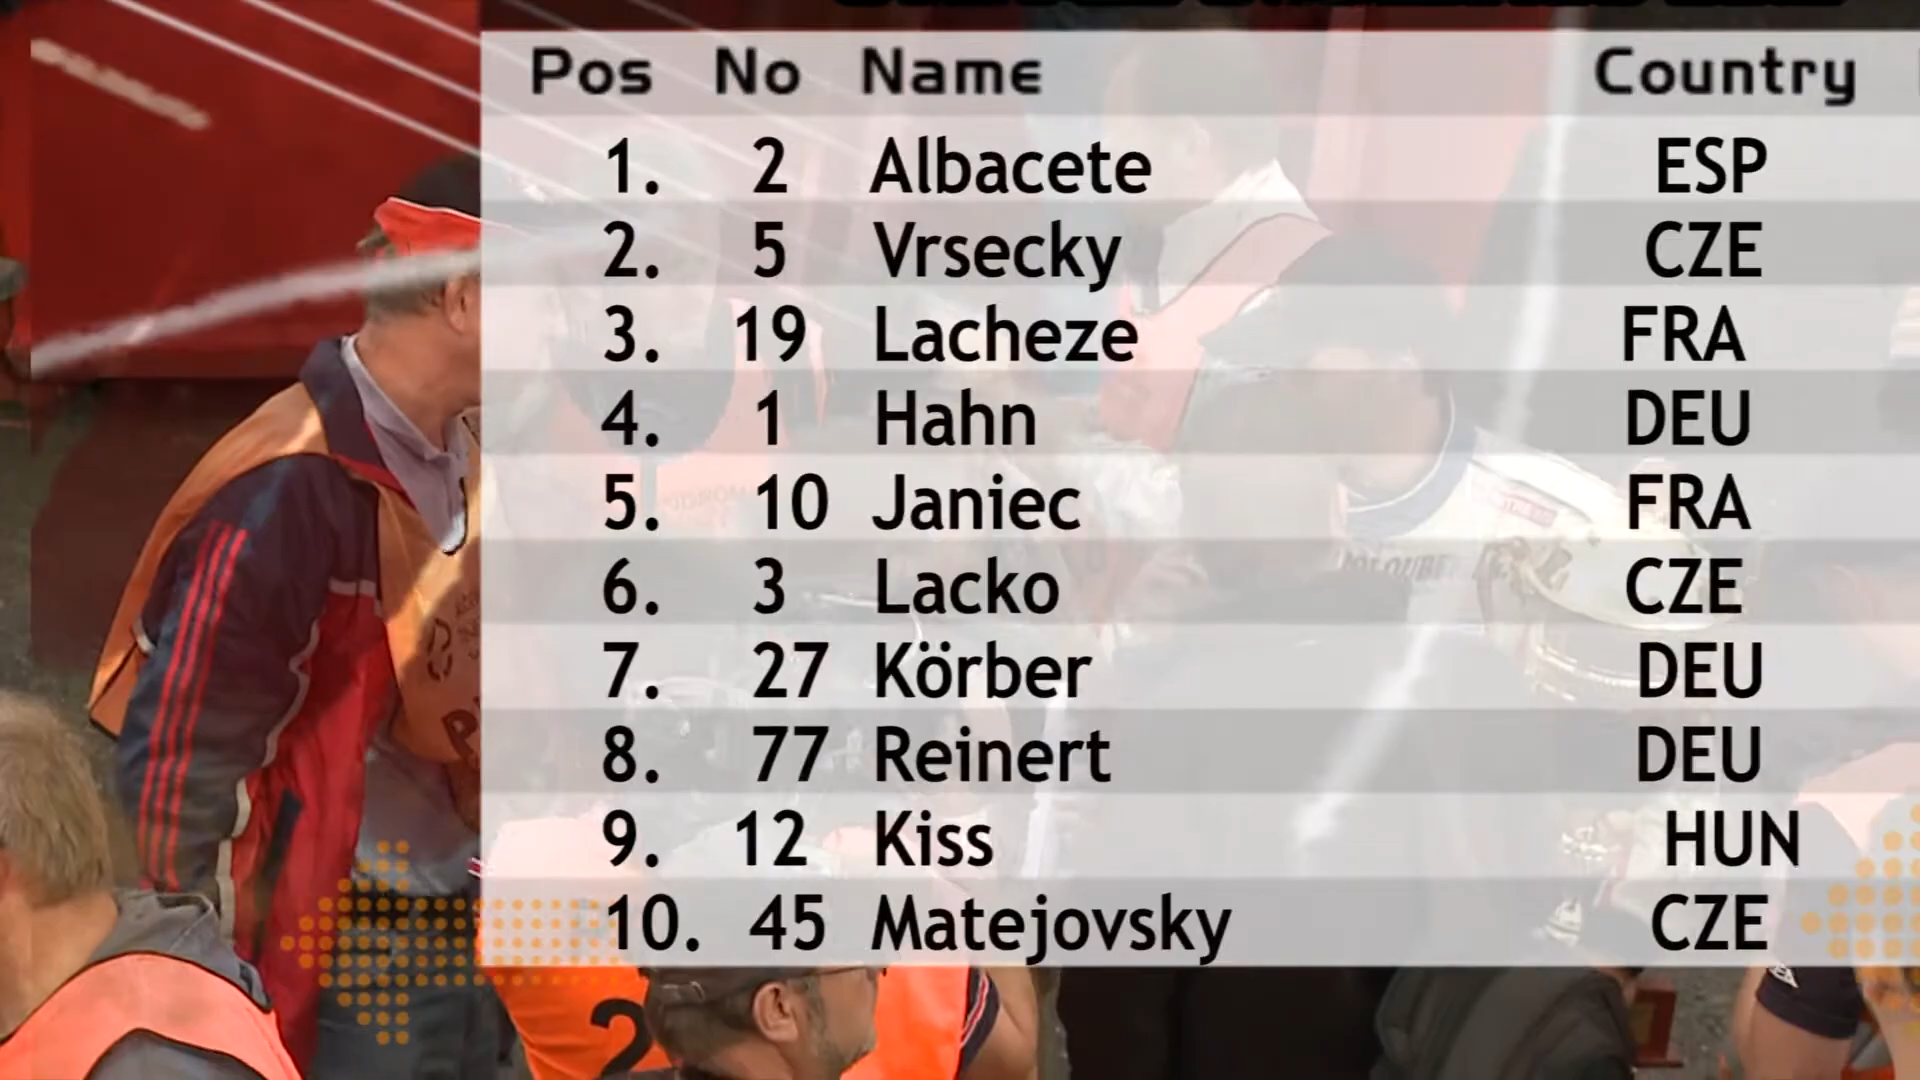 Pos No Name Country
1. 2 Albacete ESP
2. 5 Vrsecky CZE
3. 19 Lacheze FRA
4. 1 Hahn DEU
5. 10 Janiec FRA
6. 3 Lacko CZE
7. 27 Körber DEU
8. 77 Reinert DEU
9. 12 Kiss HUN
10. 45 Matejovsky CZE
2